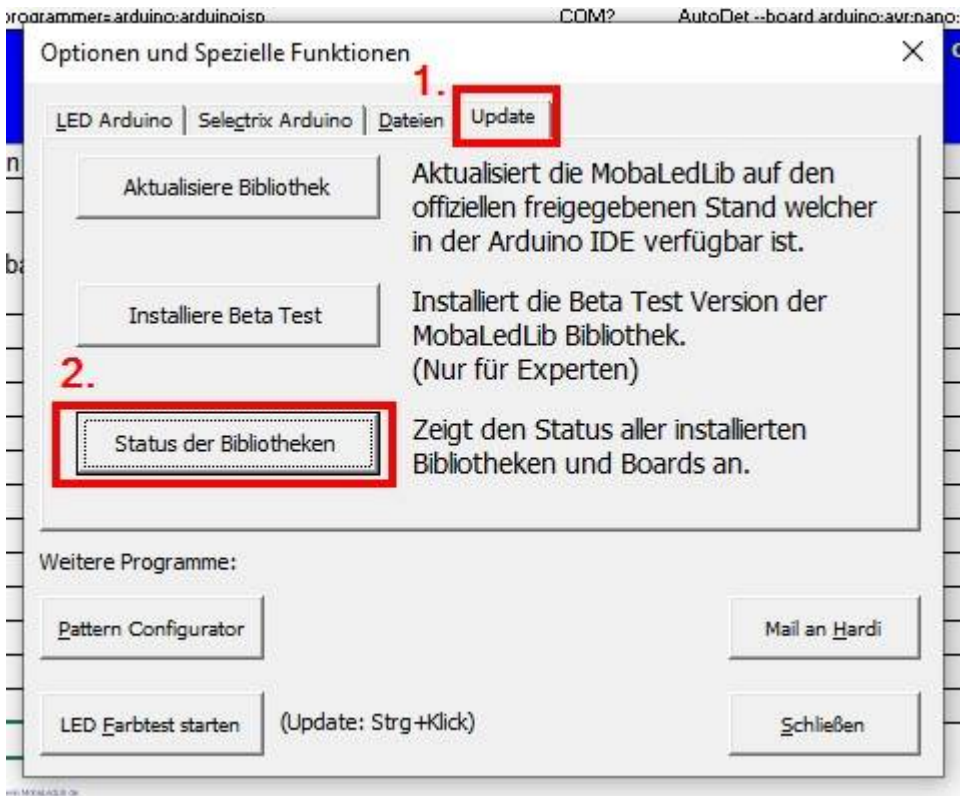 programmer=arduino:arduinoisp COM? AutoDet --board arduino:avr:nano:
Optionen und Spezielle Funktionen
1.
LED Arduino Selectrix Arduino Dateien Update
Aktualisiere Bibliothek
Aktualisiert die MobaLedLib auf den
offiziellen freigegebenen Stand welcher
in der Arduino IDE verfügbar ist.
Installiere Beta Test
Installiert die Beta Test Version der
MobaLedLib Bibliothek.
(Nur für Experten)
2.
Status der Bibliotheken
Zeigt den Status aller installierten
Bibliotheken und Boards an.
Weitere Programme:
Pattern Configurator
Mail an Hardi
LED Farbtest starten
(Update: Strg+Klick)
Schließen